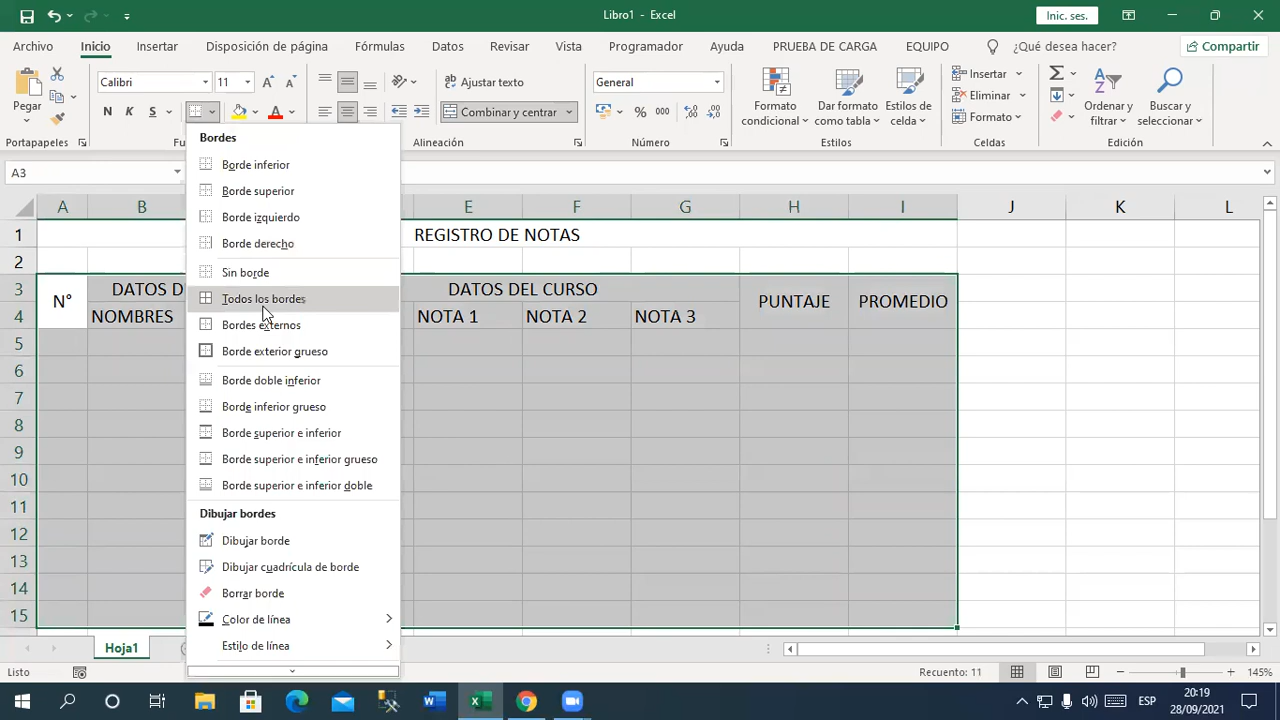 Libro1 - Excel
Inic. ses.
Archivo Inicio Insertar Disposición de página Fórmulas Datos Revisar Vista Programador Ayuda PRUEBA DE CARGA EQUIPO ¿Qué desea hacer? Compartir
Pegar
Portapapeles
Calibri 11
N K S
Fu
Ajustar texto
Combinar y centrar
Alineación
General
% 000
Número
Formato condicional
Dar formato como tabla
Estilos de celda
Estilos
Insertar
Eliminar
Formato
Celdas
Ordenar y filtrar
Buscar y seleccionar
Edición
A3
Bordes
Borde inferior
Borde superior
Borde izquierdo
Borde derecho
Sin borde
Todos los bordes
Bordes externos
Borde exterior grueso
Borde doble inferior
Borde inferior grueso
Borde superior e inferior
Borde superior e inferior grueso
Borde superior e inferior doble
Dibujar bordes
Dibujar borde
Dibujar cuadrícula de borde
Borrar borde
Color de línea
Estilo de línea
A B E F G H I J K L
1 REGISTRO DE NOTAS
2
3 N° DATOS D DATOS DEL CURSO PUNTAJE PROMEDIO
4 NOMBRES NOTA 1 NOTA 2 NOTA 3
5
6
7
8
9
10
11
12
13
14
15
Hoja1
Listo
Recuento: 11
145%
ESP
20:19
28/09/2021